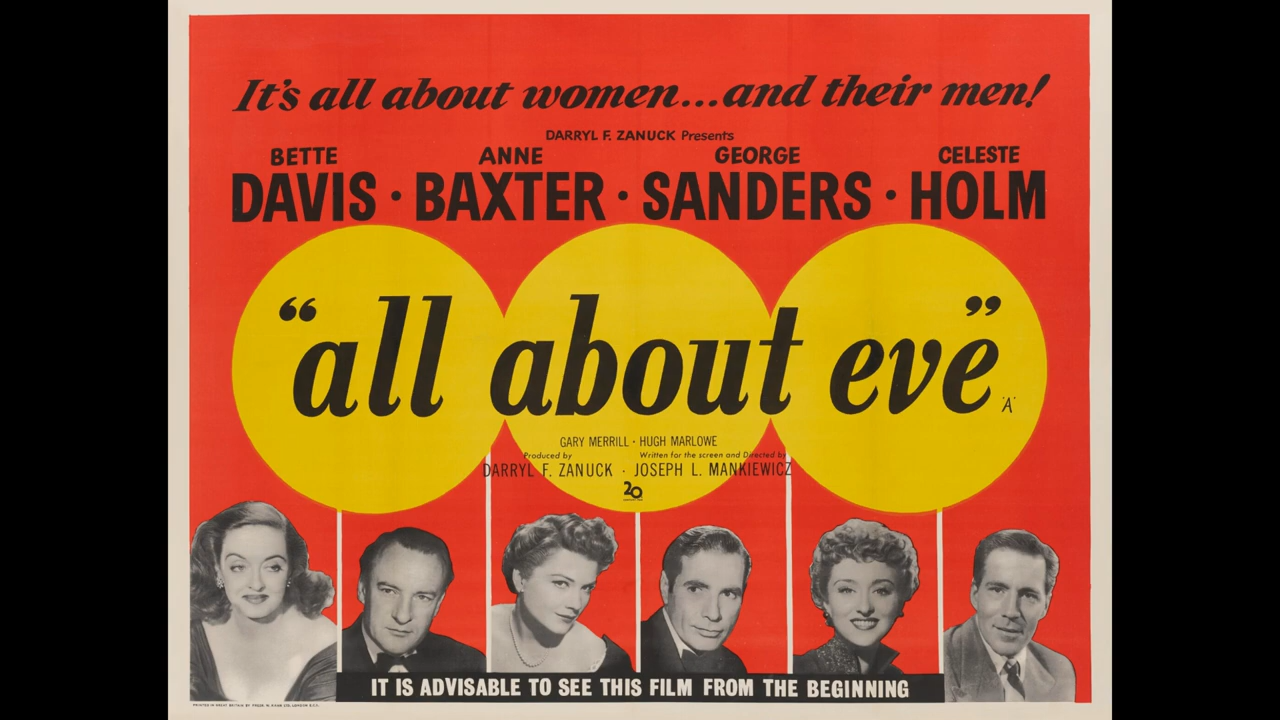 It's all about women...and their men!
DARRYL F. ZANUCK Presents
BETTE ANNE GEORGE CELESTE
DAVIS · BAXTER · SANDERS · HOLM
"all about eve"
'A'
GARY MERRILL · HUGH MARLOWE
Produced by Written for the screen and Directed by
DARRYL F. ZANUCK · JOSEPH L. MANKIEWICZ
20
IT IS ADVISABLE TO SEE THIS FILM FROM THE BEGINNING